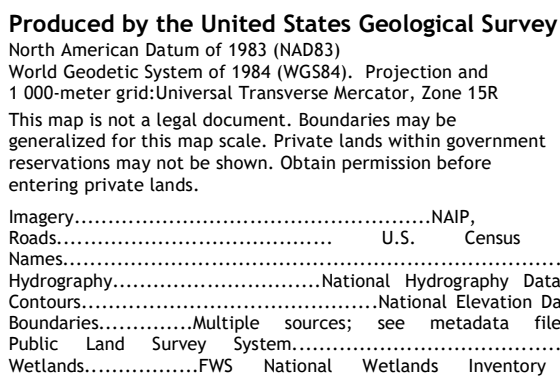 Produced by the United States Geological Survey
North American Datum of 1983 (NAD83)
World Geodetic System of 1984 (WGS84). Projection and
1 000-meter grid:Universal Transverse Mercator, Zone 15R
This map is not a legal document. Boundaries may be
generalized for this map scale. Private lands within government
reservations may not be shown. Obtain permission before
entering private lands.
Imagery.....................................................NAIP,
Roads......................................... U.S. Census
Names...........................................................................
Hydrography...............................National Hydrography Data
Contours............................................National Elevation Da
Boundaries..............Multiple sources; see metadata file
Public Land Survey System........................................
Wetlands.................FWS National Wetlands Inventory